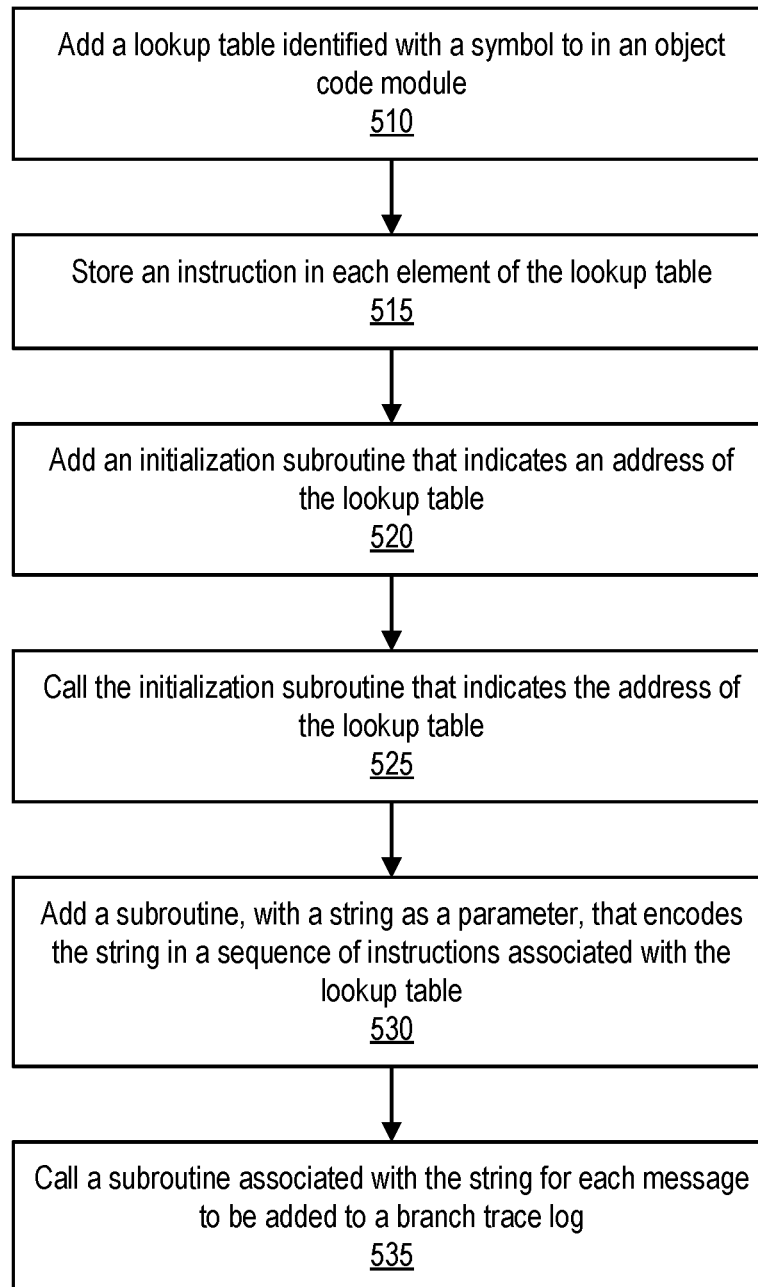 Add a lookup table identified with a symbol to in an object
code module
510
Store an instruction in each element of the lookup table
515
Add an initialization subroutine that indicates an address of
the lookup table
520
Call the initialization subroutine that indicates the address of
the lookup table
525
Add a subroutine, with a string as a parameter, that encodes
the string in a sequence of instructions associated with the
lookup table
530
Call a subroutine associated with the string for each message
to be added to a branch trace log
535